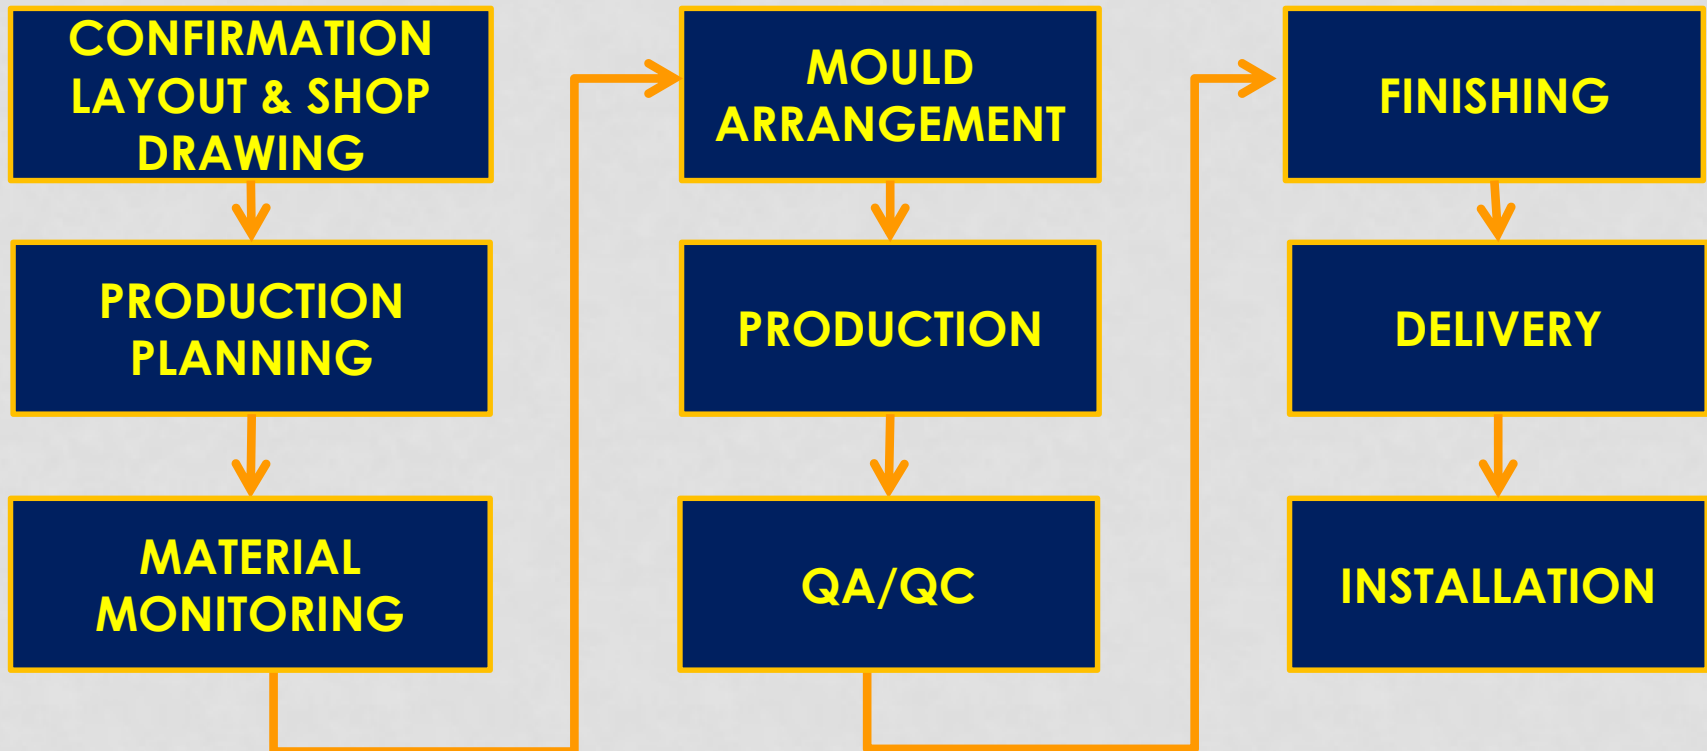 CONFIRMATION
LAYOUT & SHOP
DRAWING
PRODUCTION
PLANNING
MATERIAL
MONITORING
MOULD
ARRANGEMENT
PRODUCTION
QA/QC
FINISHING
DELIVERY
INSTALLATION